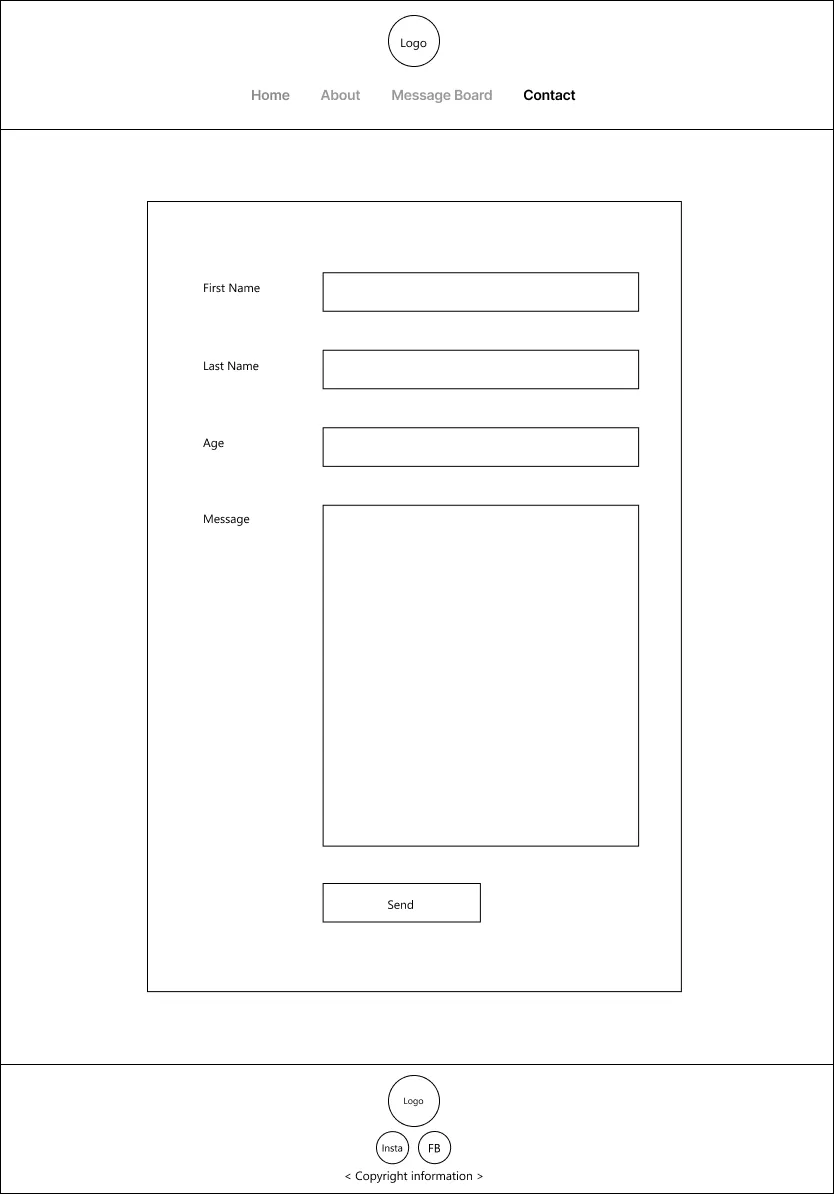 Logo
Home About Message Board Contact
First Name
Last Name
Age
Message
Send
Logo
Insta FB
< Copyright information >